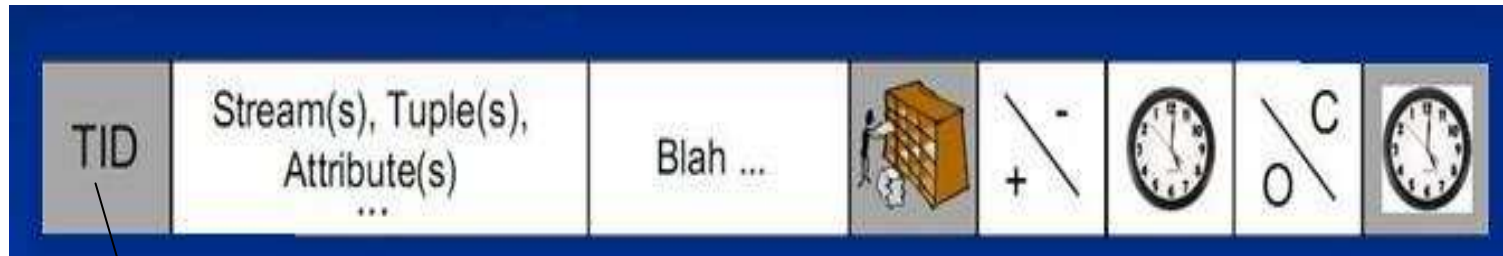 TID
Stream(s), Tuple(s),
Attribute(s)
...
Blah ...
+ -
O C